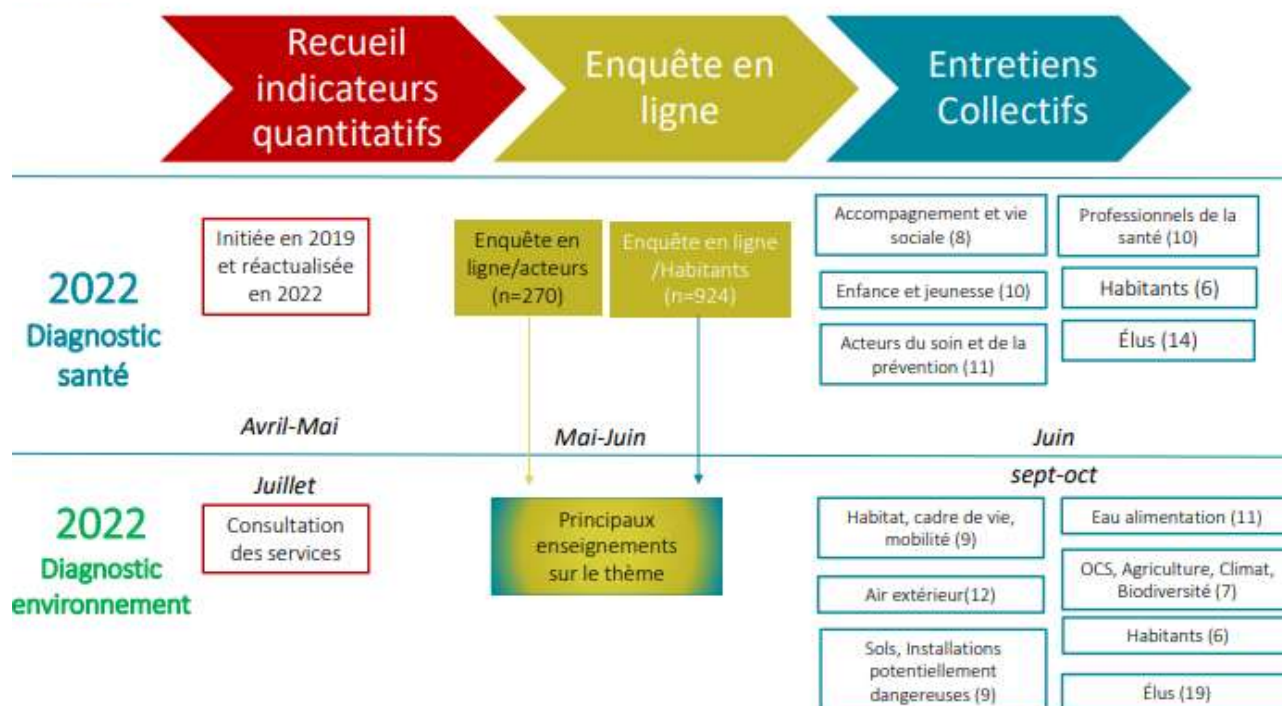 Recueil
indicateurs
quantitatifs
Enquête en
ligne
Entretiens
Collectifs
2022
Diagnostic
santé
Initiée en 2019
et réactualisée
en 2022
Enquête en
ligne/acteurs
(n=270)
Enquête en ligne
/Habitants
(n=924)
Accompagnement et vie
sociale (8)
Professionnels de la
santé (10)
Enfance et jeunesse (10)
Habitants (6)
Acteurs du soin et de la
prévention (11)
Élus (14)
Avril-Mai
Mai-Juin
Juin
2022
Diagnostic
environnement
Juillet
Consultation
des services
Principaux
enseignements
sur le thème
sept-oct
Habitat, cadre de vie,
mobilité (9)
Eau alimentation (11)
Air extérieur(12)
OCS, Agriculture, Climat,
Biodiversité (7)
Sols, Installations
potentiellement
dangereuses (9)
Habitants (6)
Élus (19)